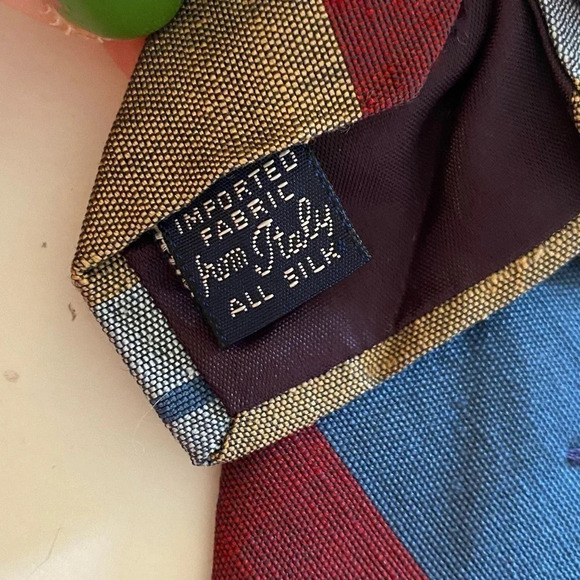 IMPORTED
FABRIC
from Italy
ALL SILK